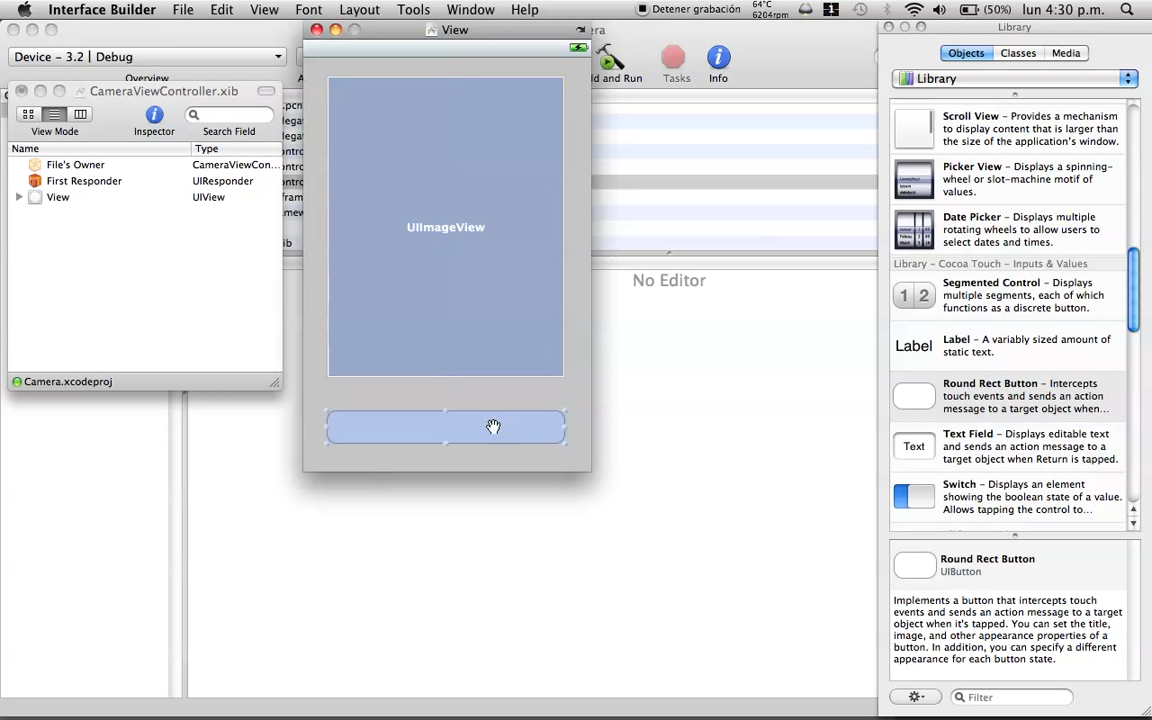 Interface Builder File Edit View Font Layout Tools Window Help Detener grabación 64°C 6204rpm 1 (50%) lun 4:30 p.m.
View
Library
Device - 3.2 | Debug
Overview
Tasks
Info
Objects Classes Media
Library
CameraViewController.xib
View Mode
Inspector
Search Field
Name Type
File's Owner CameraViewCon...
First Responder UIResponder
View UIView
Camera.xcodeproj
UIImageView
No Editor
Scroll View – Provides a mechanism
to display content that is larger than
the size of the application's window.
Picker View – Displays a spinning-
wheel or slot-machine motif of
values.
Date Picker – Displays multiple
rotating wheels to allow users to
select dates and times.
Library – Cocoa Touch – Inputs & Values
1 2
Segmented Control – Displays
multiple segments, each of which
functions as a discrete button.
Label
Label – A variably sized amount of
static text.
Round Rect Button – Intercepts
touch events and sends an action
message to a target object when...
Text
Text Field – Displays editable text
and sends an action message to a
target object when Return is tapped.
Switch – Displays an element
showing the boolean state of a value.
Allows tapping the control to...
Round Rect Button
UIButton
Implements a button that intercepts touch
events and sends an action message to a target
object when it's tapped. You can set the title,
image, and other appearance properties of a
button. In addition, you can specify a different
appearance for each button state.
Filter